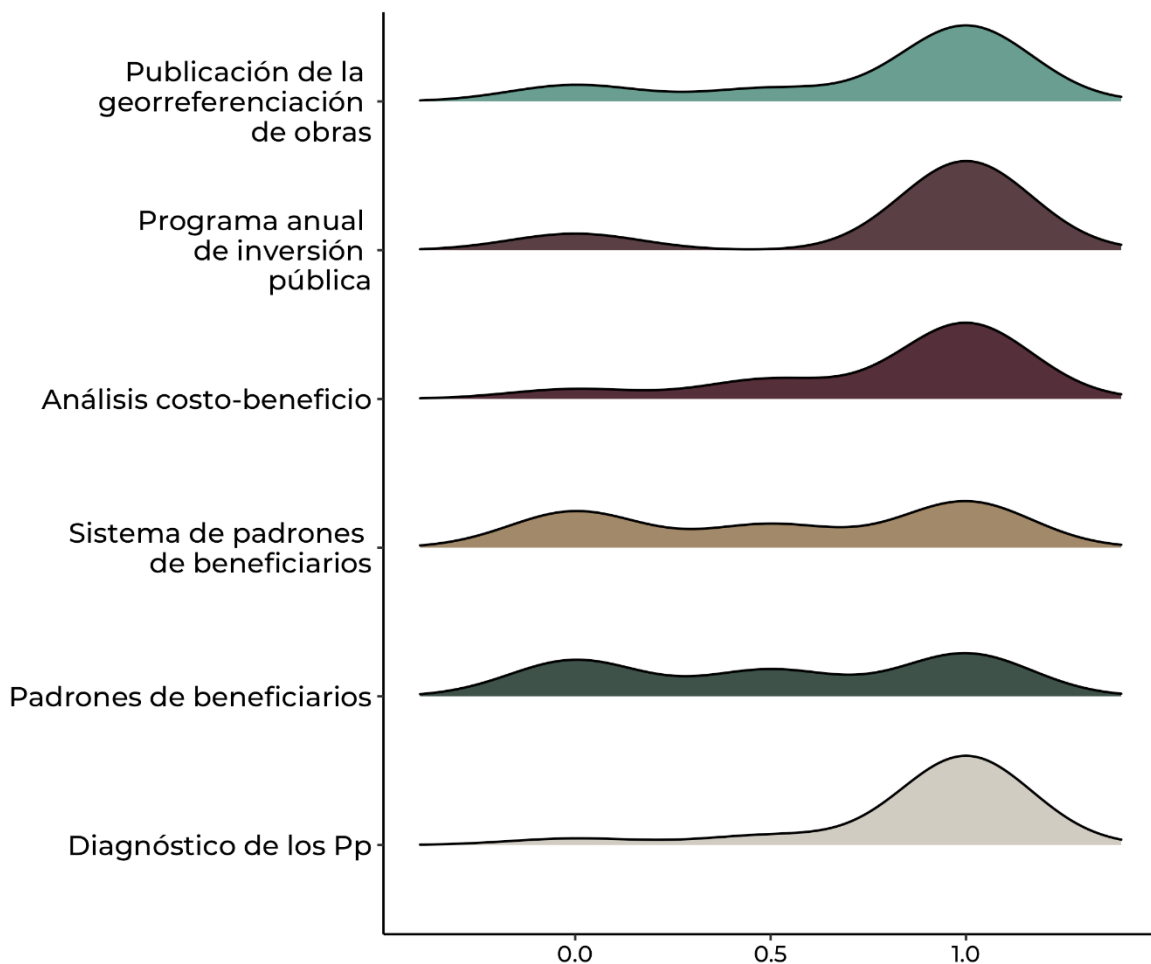 Publicación de la
georreferenciación
de obras
Programa anual
de inversión
pública
Análisis costo-beneficio
Sistema de padrones
de beneficiarios
Padrones de beneficiarios
Diagnóstico de los Pp
0.0 0.5 1.0